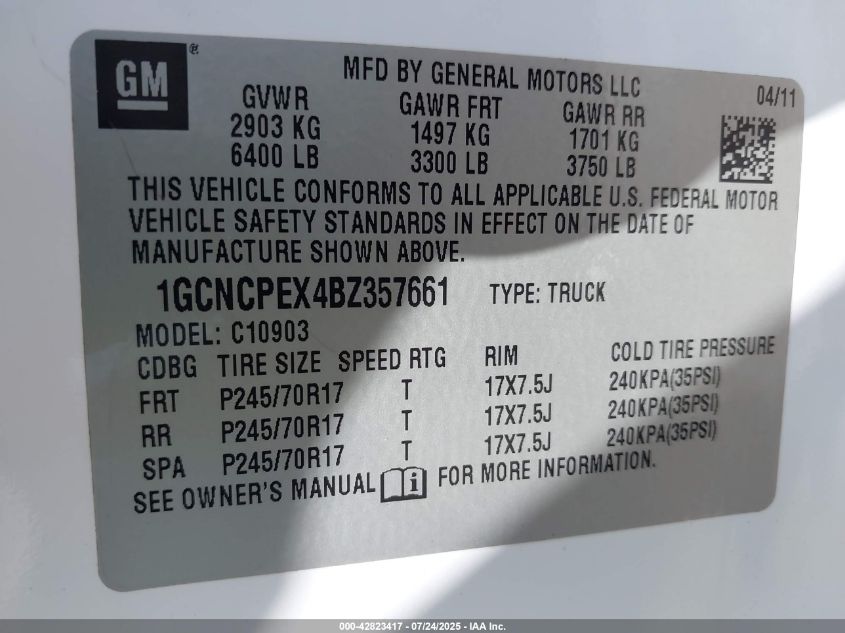 GM
MFD BY GENERAL MOTORS LLC
04/11
GVWR GAWR FRT GAWR RR
2903 KG 1497 KG 1701 KG
6400 LB 3300 LB 3750 LB
THIS VEHICLE CONFORMS TO ALL APPLICABLE U.S. FEDERAL MOTOR
VEHICLE SAFETY STANDARDS IN EFFECT ON THE DATE OF
MANUFACTURE SHOWN ABOVE.
1GCNCPEX4BZ357661 TYPE: TRUCK
MODEL: C10903
CDBG TIRE SIZE SPEED RTG RIM COLD TIRE PRESSURE
FRT P245/70R17 T 17X7.5J 240KPA(35PSI)
RR P245/70R17 T 17X7.5J 240KPA(35PSI)
SPA P245/70R17 T 17X7.5J 240KPA(35PSI)
SEE OWNER'S MANUAL i FOR MORE INFORMATION.
000-42823417 - 07/24/2025 - IAA Inc.